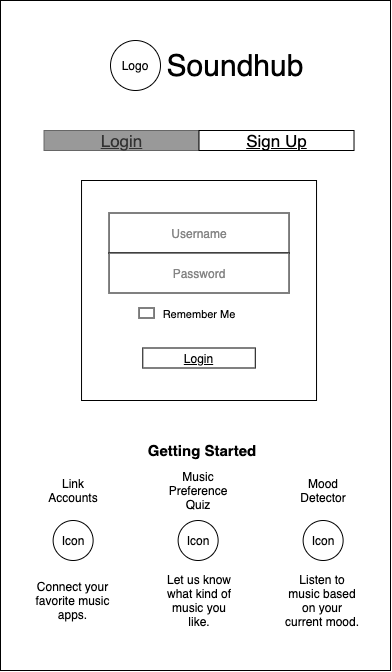 Logo
Soundhub
Login
Sign Up
Username
Password
Remember Me
Login
Getting Started
Link
Accounts
Icon
Connect your
favorite music
apps.
Music
Preference
Quiz
Icon
Let us know
what kind of
music you
like.
Mood
Detector
Icon
Listen to
music based
on your
current mood.